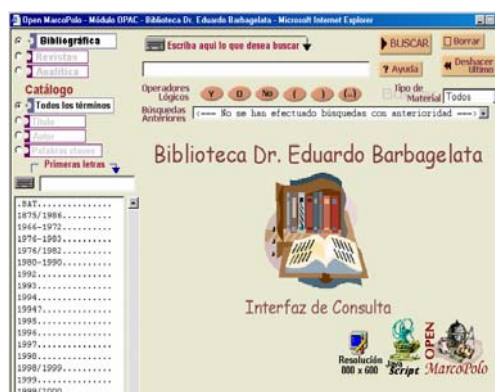 Open MarcoPolo - Módulo OPAC - Biblioteca Dr. Eduardo Barbagelata - Microsoft Internet Explorer
Bibliográfica
Revistas
Analítica
Catálogo
Todos los términos
Título
Autor
Palabras claves
Primeras letras
.BAT...............
1875/1986..........
1966-1972..........
1976-1983..........
1976/1982..........
1980-1990..........
1992...............
1993...............
1994...............
1994?..............
1995...............
1996...............
1997...............
1998...............
1998/1999..........
1999...............
1999/2000
Escriba aqui lo que desea buscar
BUSCAR
Borrar
? Ayuda
Deshacer Ultimo
Operadores Lógicos
Y
O
No
(
)
(..)
Tipo de Material
Todos
Búsquedas Anteriores
(<--- No se han efectuado búsquedas con anterioridad --->)
Biblioteca Dr. Eduardo Barbagelata
Interfaz de Consulta
Resolución
800 x 600
Java Script
OPEN
MarcoPolo